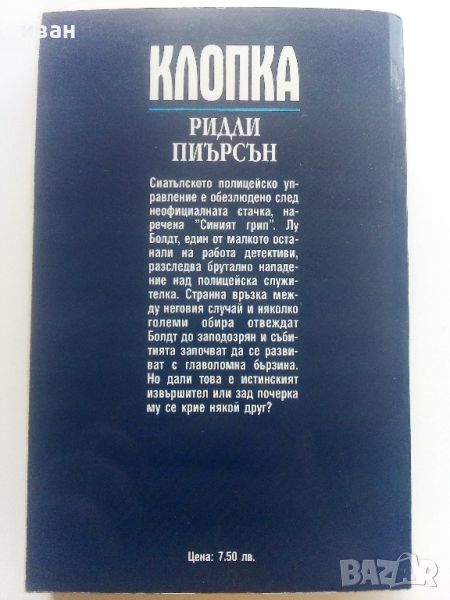 иван
КЛОПКА
РИДЛИ
ПИЪРСЪН
Сиатълското полицейско уп-
равление е обезлюдено след
неофициалната стачка, на-
речена "Синият грип". Лу
Болдт, един от малкото оста-
нали на работа детективи,
разследва брутално нападе-
ние над полицейска служи-
телка. Странна връзка меж-
ду неговия случай и няколко
големи обира отвеждат
Болдт до заподозрян и съби-
тията започват да се разви-
ват с главоломна бързина.
Но дали това е истинският
извършител или зад почерка
му се крие някой друг?
Цена: 7.50 лв.
BAZAR